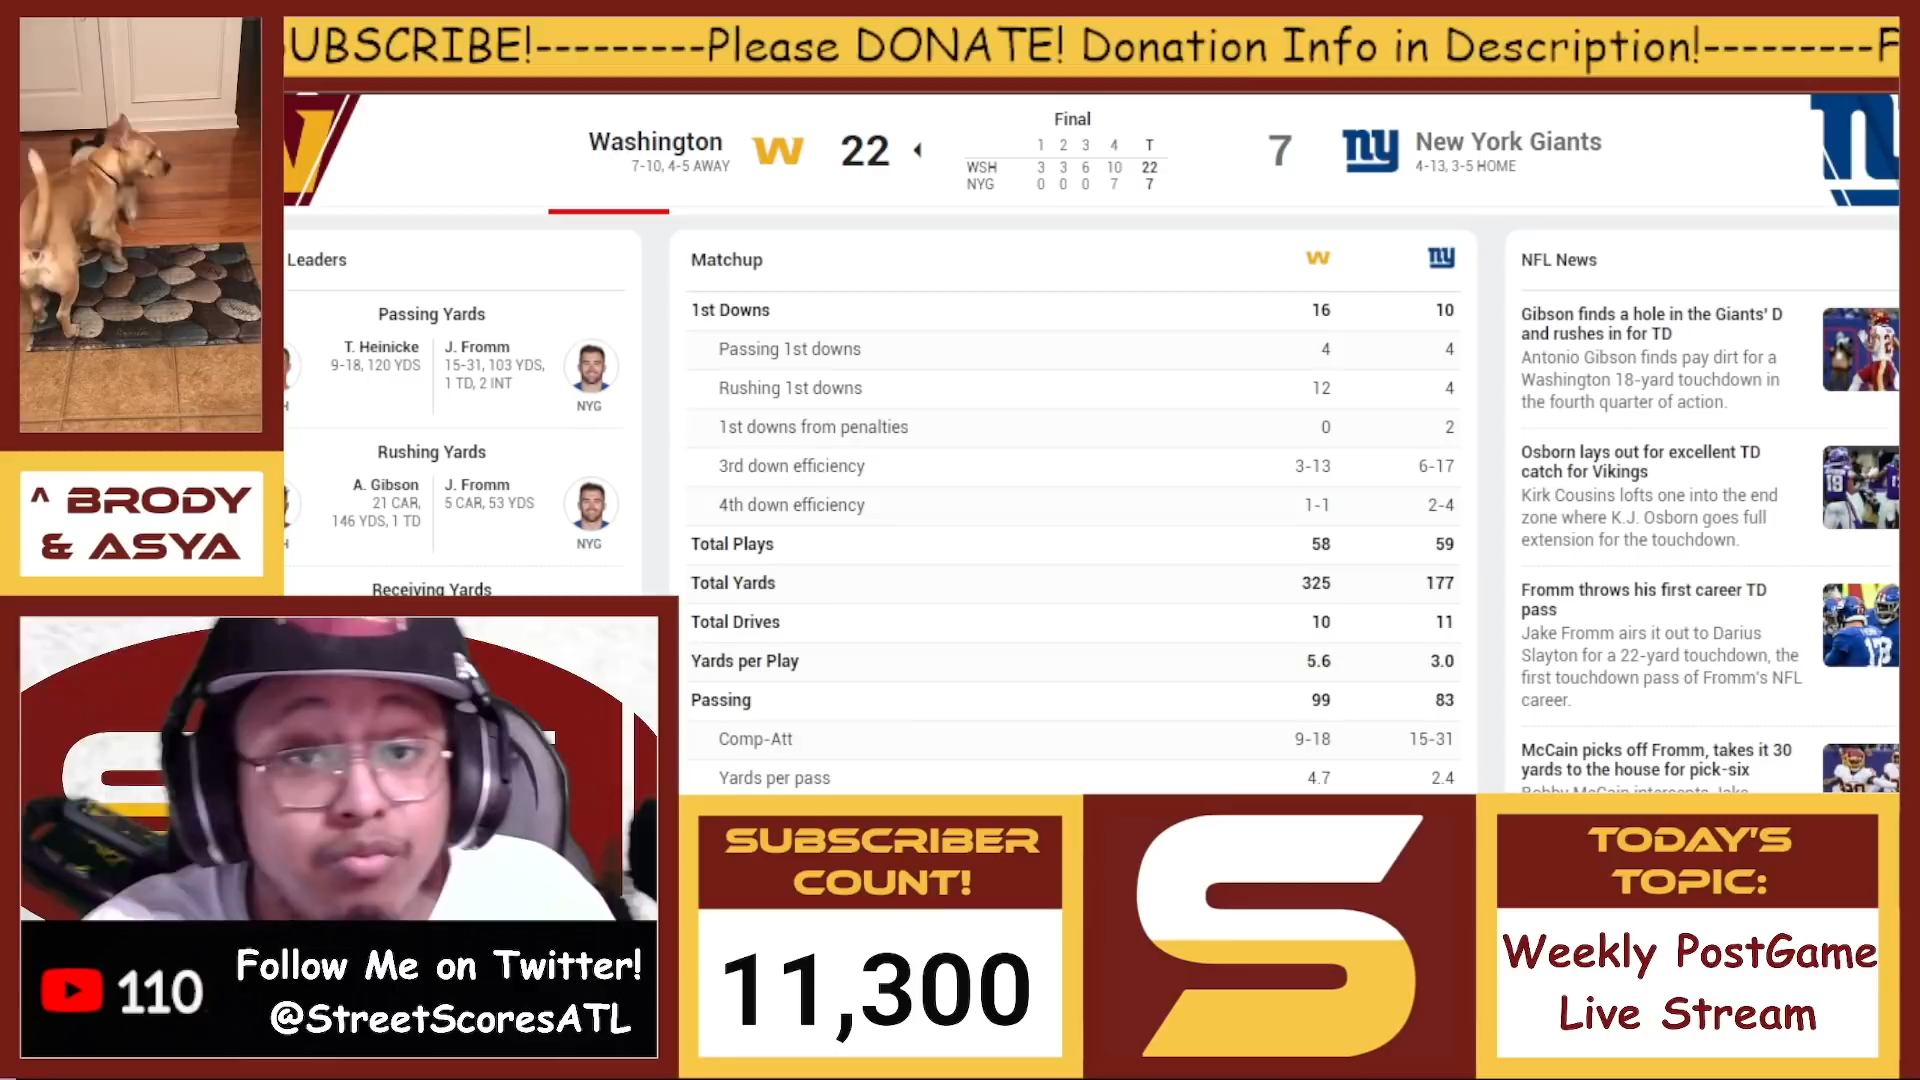 UBSCRIBE!---------Please DONATE! Donation Info in Description!---------F
Washington
7-10, 4-5 AWAY
W
22
Final
1 2 3 4 T
WSH 3 3 6 10 22
NYG 0 0 0 7 7
7
ny
New York Giants
4-13, 3-5 HOME
Leaders
Passing Yards
T. Heinicke
9-18, 120 YDS
J. Fromm
15-31, 103 YDS,
1 TD, 2 INT
NYG
Rushing Yards
A. Gibson
21 CAR,
146 YDS, 1 TD
J. Fromm
5 CAR, 53 YDS
NYG
Receiving Yards
Matchup W ny
1st Downs 16 10
Passing 1st downs 4 4
Rushing 1st downs 12 4
1st downs from penalties 0 2
3rd down efficiency 3-13 6-17
4th down efficiency 1-1 2-4
Total Plays 58 59
Total Yards 325 177
Total Drives 10 11
Yards per Play 5.6 3.0
Passing 99 83
Comp-Att 9-18 15-31
Yards per pass 4.7 2.4
NFL News
Gibson finds a hole in the Giants' D
and rushes in for TD
Antonio Gibson finds pay dirt for a
Washington 18-yard touchdown in
the fourth quarter of action.
Osborn lays out for excellent TD
catch for Vikings
Kirk Cousins lofts one into the end
zone where K.J. Osborn goes full
extension for the touchdown.
Fromm throws his first career TD
pass
Jake Fromm airs it out to Darius
Slayton for a 22-yard touchdown, the
first touchdown pass of Fromm's NFL
career.
McCain picks off Fromm, takes it 30
yards to the house for pick-six
Bobby McCain intercepts Jake
^ BRODY
& ASYA
110
Follow Me on Twitter!
@StreetScoresATL
SUBSCRIBER
COUNT!
11,300
S
TODAY'S
TOPIC:
Weekly PostGame
Live Stream